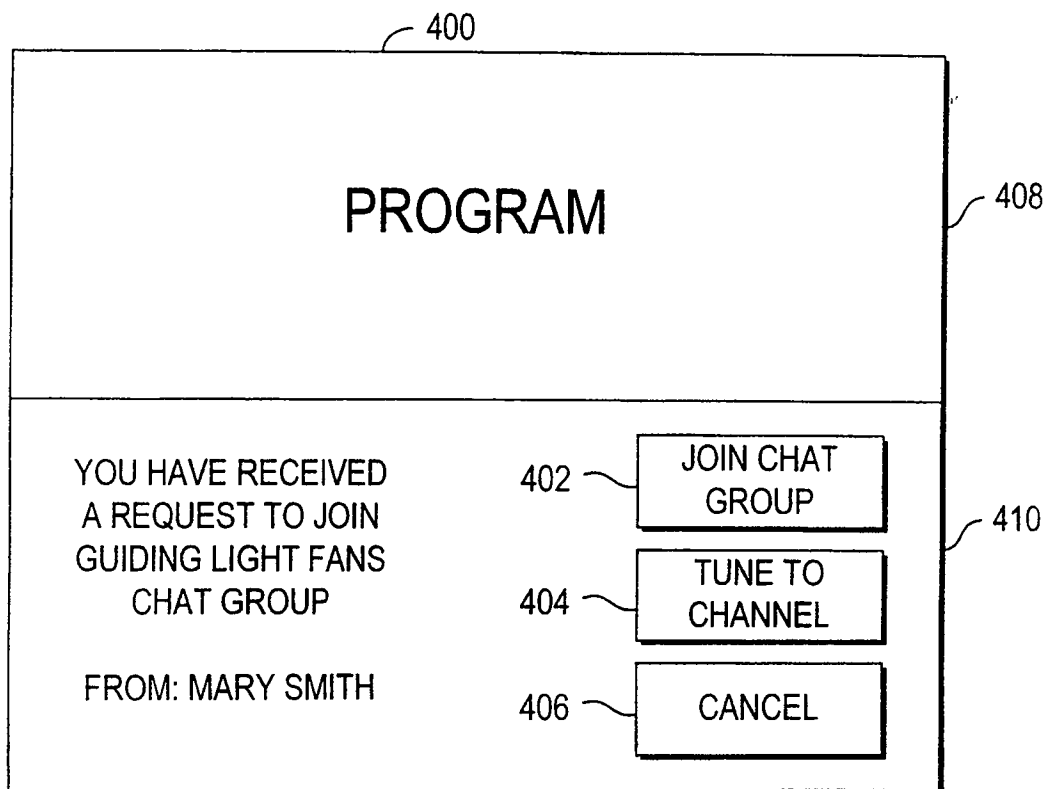 400
PROGRAM
408
YOU HAVE RECEIVED
A REQUEST TO JOIN
GUIDING LIGHT FANS
CHAT GROUP
FROM: MARY SMITH
402
JOIN CHAT
GROUP
410
404
TUNE TO
CHANNEL
406
CANCEL